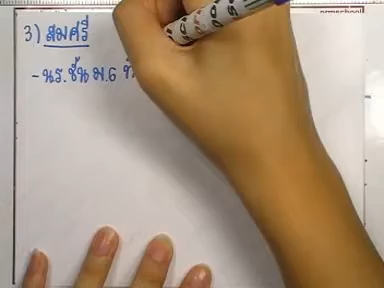 3) สมศรี
- นร. ชั้น ม.6